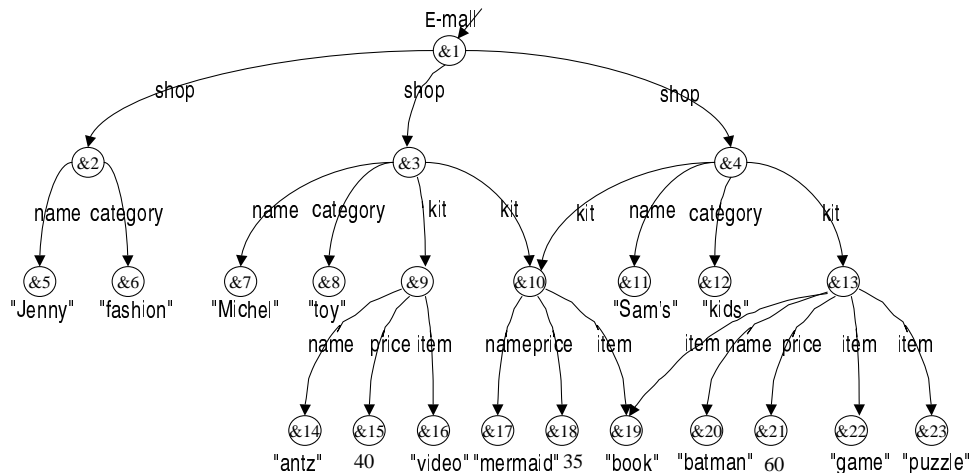 E-mall
&1
shop shop shop
&2 &3 &4
name category name category kit kit kit name category kit
&5 &6 &7 &8 &9 &10 &11 &12 &13
"Jenny" "fashion" "Michel" "toy" "Sam's" "kids"
name price item name price item item name price item item
&14 &15 &16 &17 &18 &19 &20 &21 &22 &23
"antz" 40 "video" "mermaid" 35 "book" "batman" 60 "game" "puzzle"